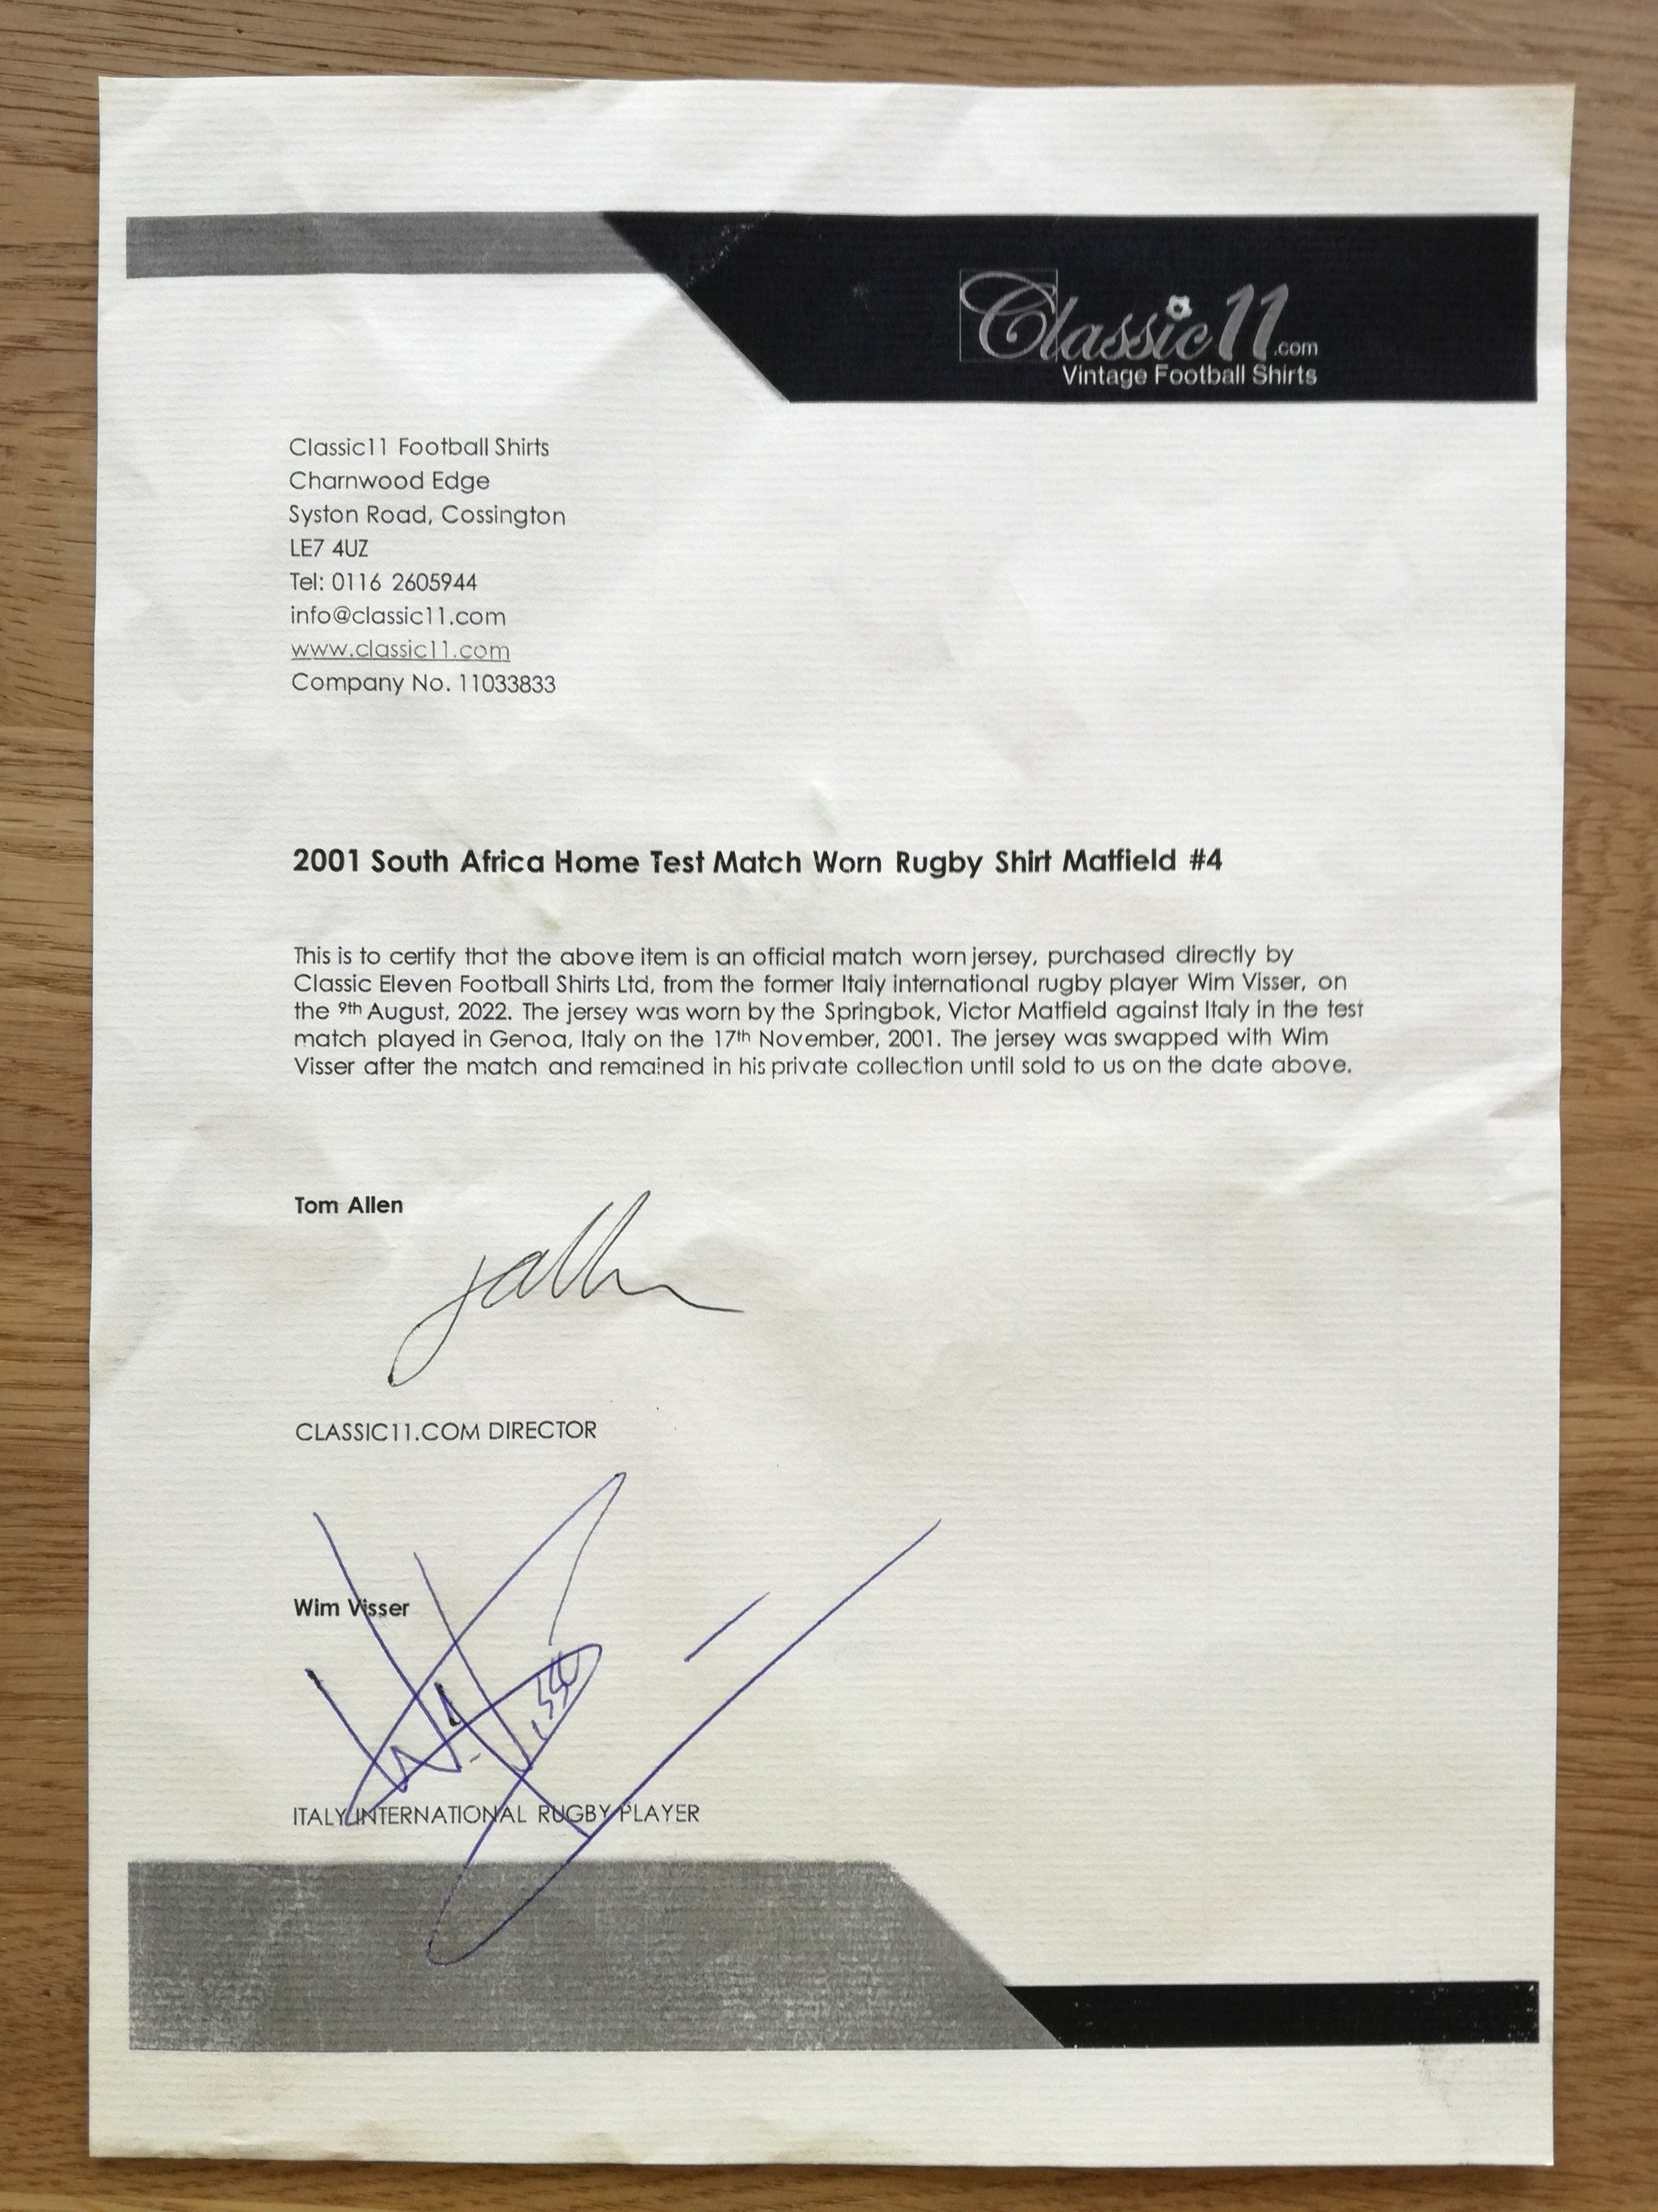 Classic11.com
Vintage Football Shirts
Classic11 Football Shirts
Charnwood Edge
Syston Road, Cossington
LE7 4UZ
Tel: 0116 2605944
info@classic11.com
www.classic11.com
Company No. 11033833
2001 South Africa Home Test Match Worn Rugby Shirt Matfield #4
This is to certify that the above item is an official match worn jersey, purchased directly by
Classic Eleven Football Shirts Ltd, from the former Italy international rugby player Wim Visser, on
the 9th August, 2022. The jersey was worn by the Springbok, Victor Matfield against Italy in the test
match played in Genoa, Italy on the 17th November, 2001. The jersey was swapped with Wim
Visser after the match and remained in his private collection until sold to us on the date above.
Tom Allen
CLASSIC11.COM DIRECTOR
Wim Visser
ITALY INTERNATIONAL RUGBY PLAYER